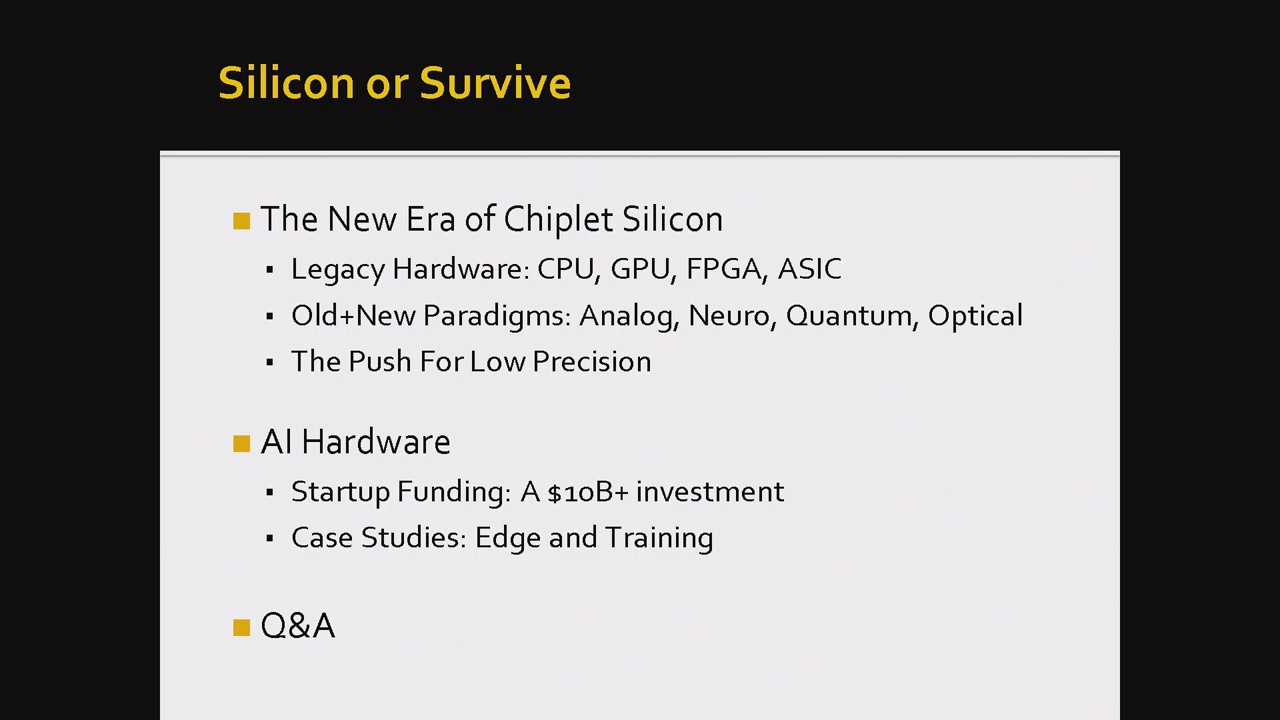 Silicon or Survive
The New Era of Chiplet Silicon
Legacy Hardware: CPU, GPU, FPGA, ASIC
Old+New Paradigms: Analog, Neuro, Quantum, Optical
The Push For Low Precision
AI Hardware
Startup Funding: A $10B+ investment
Case Studies: Edge and Training
Q&A